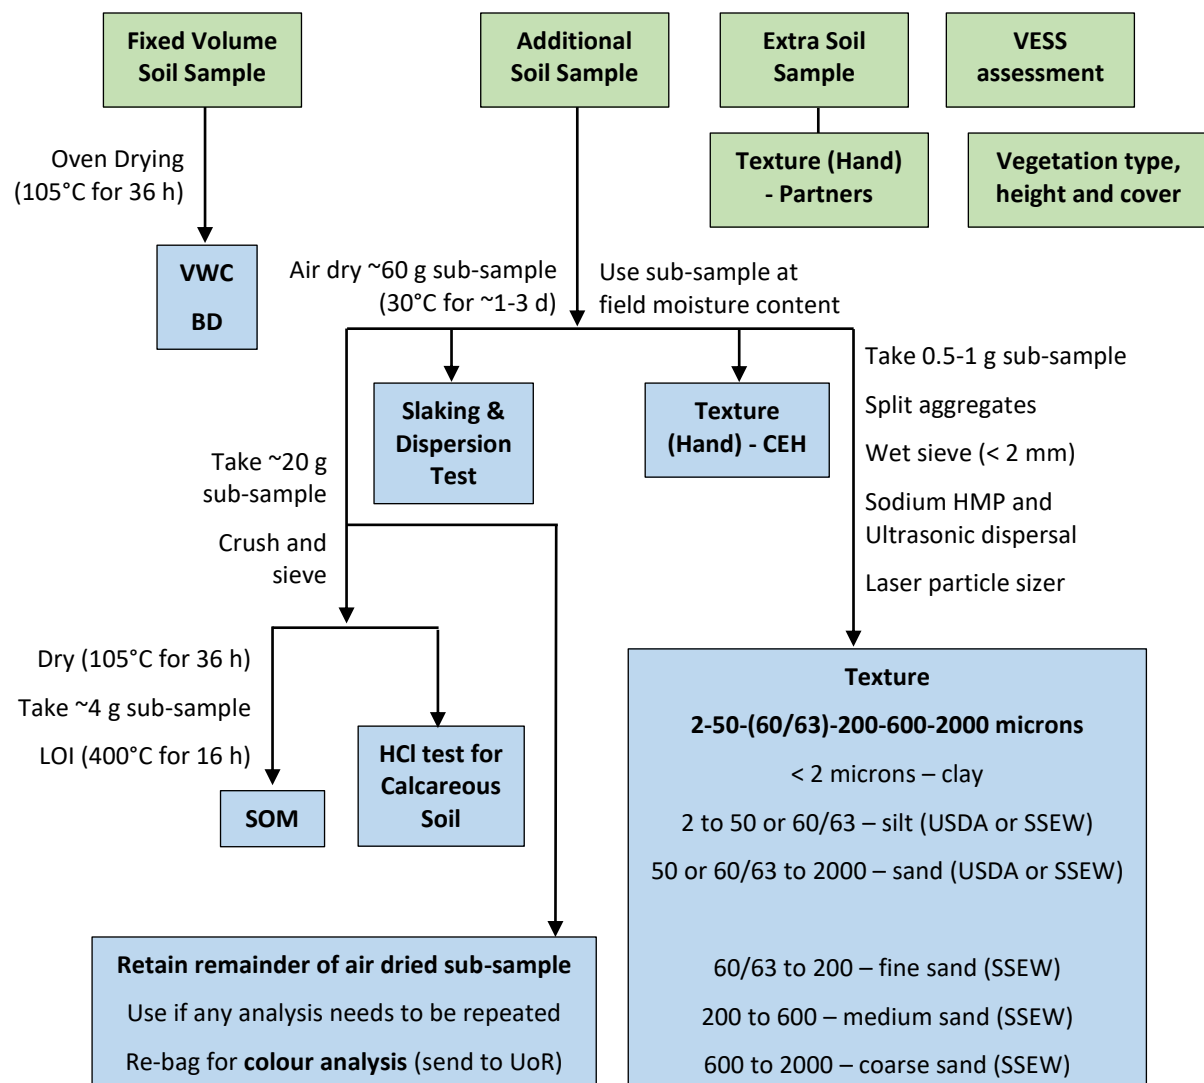 Fixed Volume
Soil Sample
Additional
Soil Sample
Extra Soil
Sample
VESS
assessment
Texture (Hand)
- Partners
Vegetation type,
height and cover
Oven Drying
(105°C for 36 h)
VWC
BD
Air dry ~60 g sub-sample
(30°C for ~1-3 d)
Use sub-sample at
field moisture content
Slaking &
Dispersion
Test
Texture
(Hand) - CEH
Take 0.5-1 g sub-sample
Split aggregates
Wet sieve (< 2 mm)
Sodium HMP and
Ultrasonic dispersal
Laser particle sizer
Take ~20 g
sub-sample
Crush and
sieve
Dry (105°C for 36 h)
Take ~4 g sub-sample
LOI (400°C for 16 h)
SOM
HCl test for
Calcareous
Soil
Texture
2-50-(60/63)-200-600-2000 microns
< 2 microns – clay
2 to 50 or 60/63 – silt (USDA or SSEW)
50 or 60/63 to 2000 – sand (USDA or SSEW)
60/63 to 200 – fine sand (SSEW)
200 to 600 – medium sand (SSEW)
600 to 2000 – coarse sand (SSEW)
Retain remainder of air dried sub-sample
Use if any analysis needs to be repeated
Re-bag for colour analysis (send to UoR)